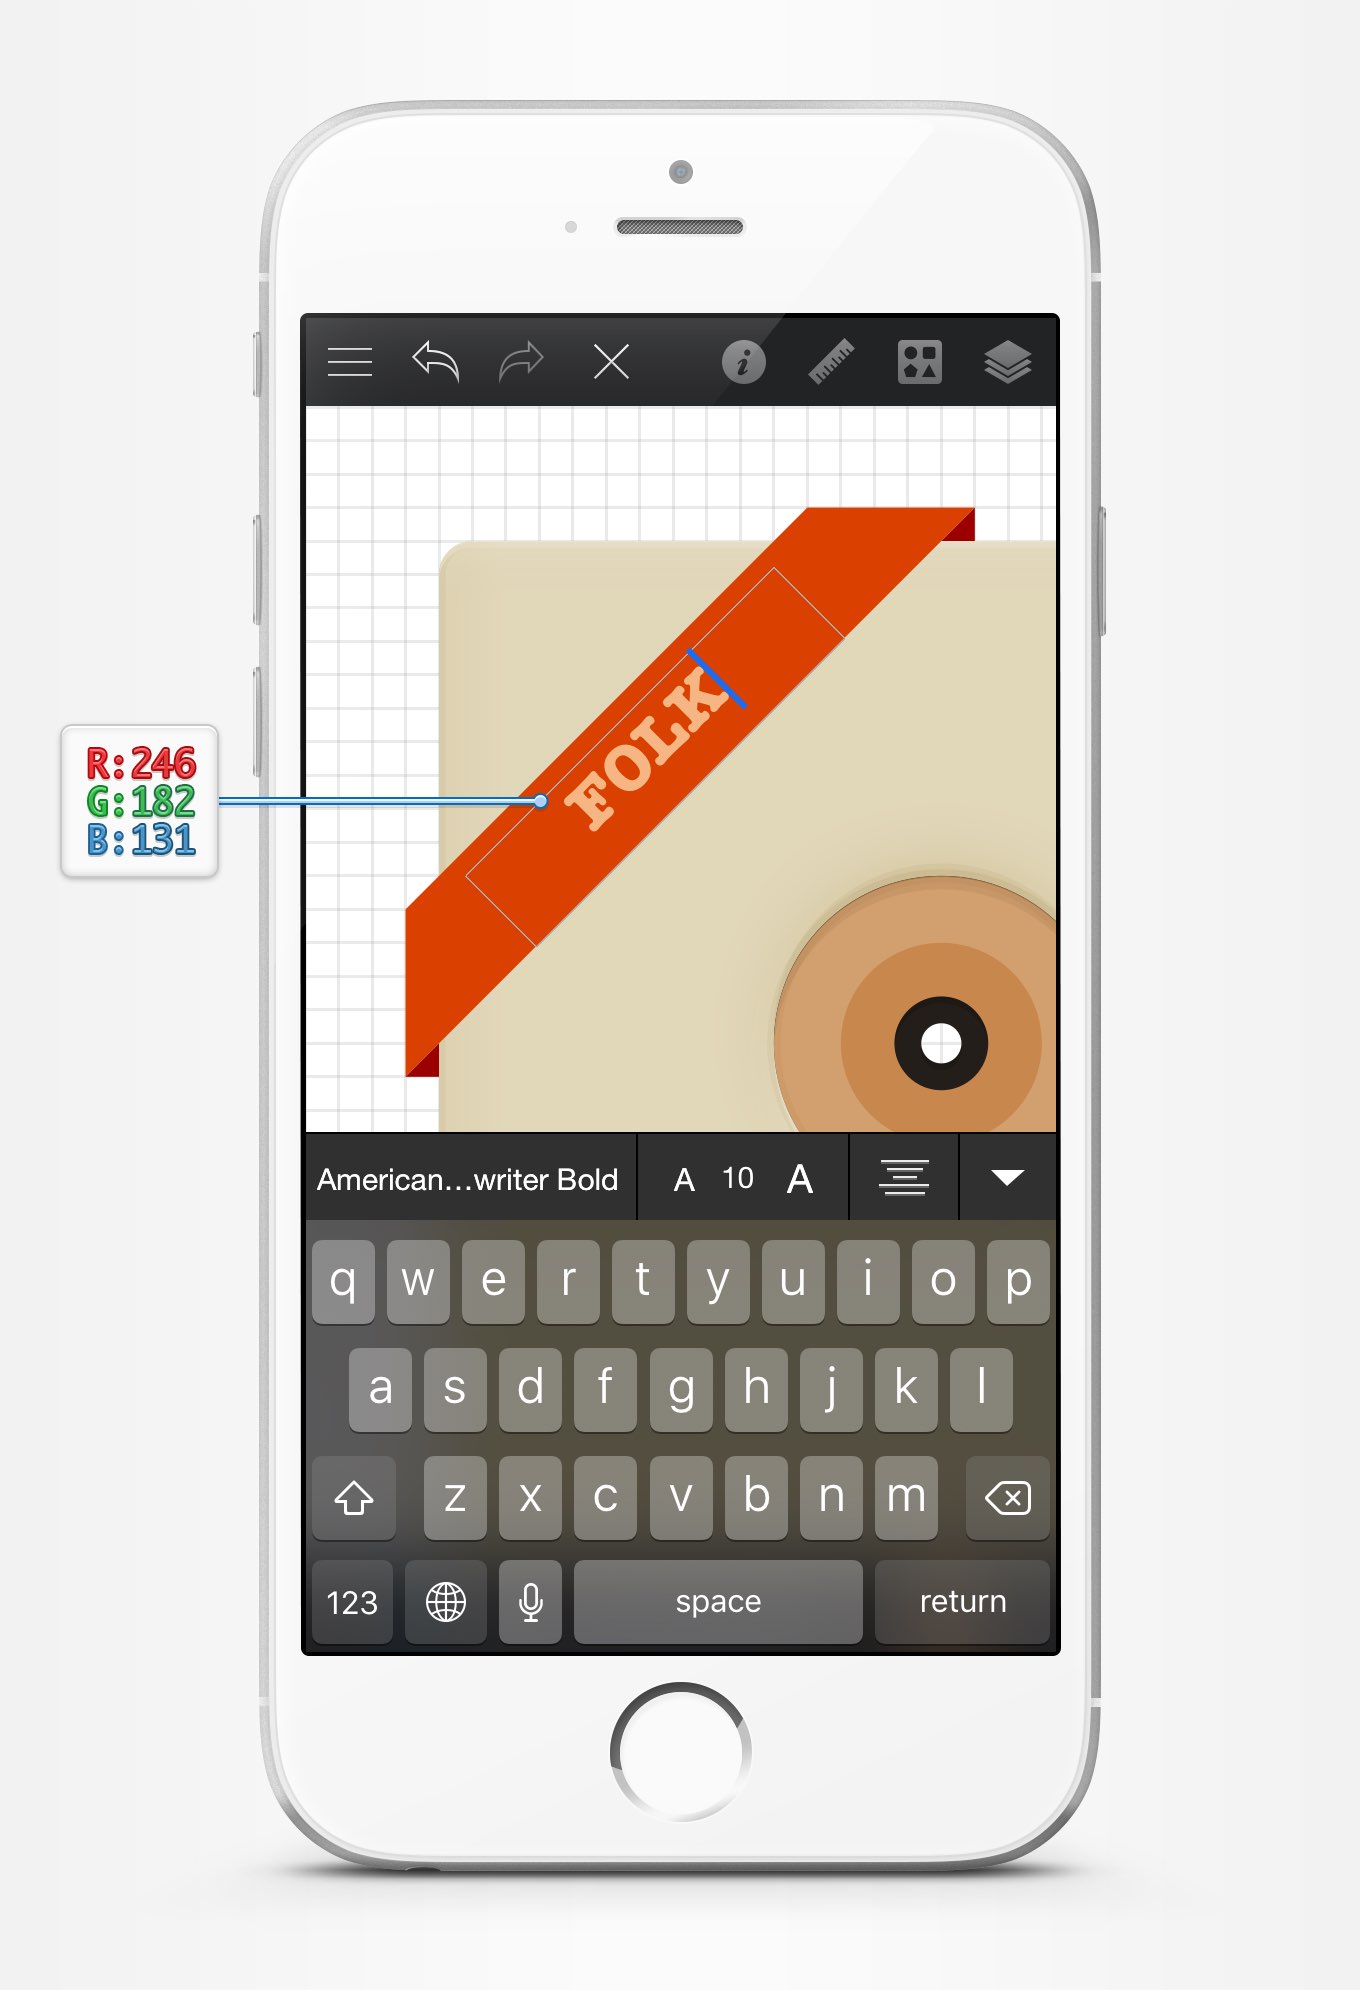 R:246
G:182
B:131
FOLK
American...writer Bold A 10 A
q w e r t y u i o p
a s d f g h j k l
z x c v b n m
123 space return